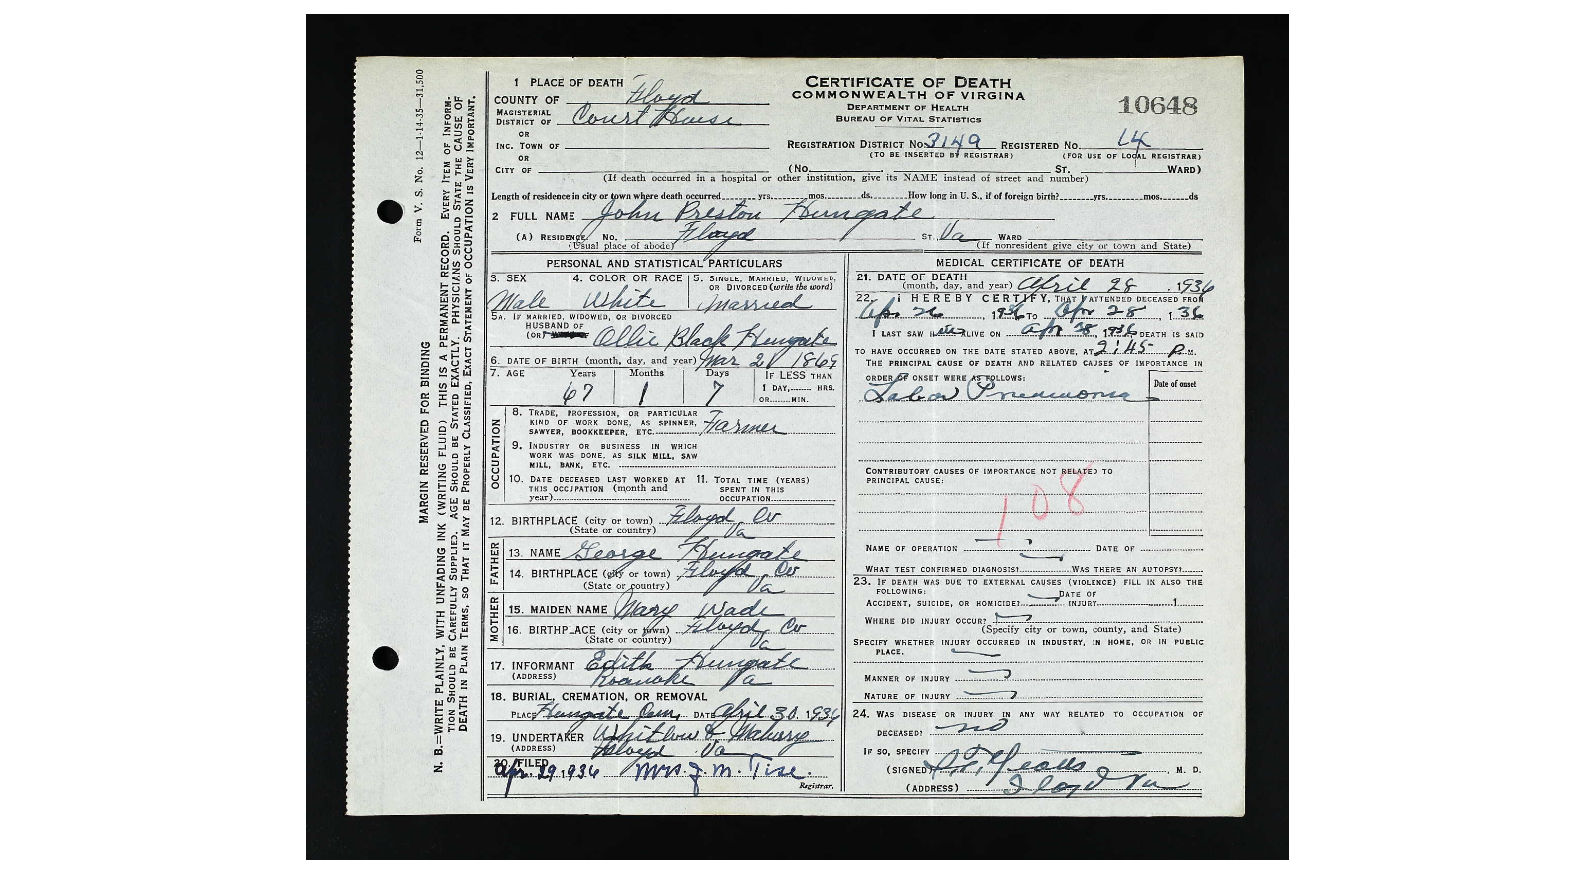 Form V. S. No. 12—1-14-35—31,500
MARGIN RESERVED FOR BINDING
N. B.—WRITE PLAINLY, WITH UNFADING INK (WRITING FLUID) THIS IS A PERMANENT RECORD. EVERY ITEM OF INFORM-
TION SHOULD BE CAREFULLY SUPPLIED. AGE SHOULD BE STATED EXACTLY. PHYSICIANS SHOULD STATE THE CAUSE OF
DEATH IN PLAIN TERMS, SO THAT IT MAY BE PROPERLY CLASSIFIED. EXACT STATEMENT OF OCCUPATION IS VERY IMPORTANT.
CERTIFICATE OF DEATH
COMMONWEALTH OF VIRGINIA
DEPARTMENT OF HEALTH
BUREAU OF VITAL STATISTICS
10648
1 PLACE OF DEATH
COUNTY OF Floyd
MAGISTERIAL
DISTRICT OF Court House
OR
INC. TOWN OF
OR
CITY OF
REGISTRATION DISTRICT No. 3149 REGISTERED No. 14
(TO BE INSERTED BY REGISTRAR) (FOR USE OF LOCAL REGISTRAR)
(No. ST. WARD)
(If death occurred in a hospital or other institution, give its NAME instead of street and number)
Length of residence in city or town where death occurred yrs. mos. ds. How long in U. S., if of foreign birth? yrs. mos. ds
2 FULL NAME John Preston Hungate
(A) RESIDENCE. No. Floyd ST. Va WARD
(Usual place of abode) (If nonresident give city or town and State)
PERSONAL AND STATISTICAL PARTICULARS
3. SEX 4. COLOR OR RACE 5. SINGLE, MARRIED, WIDOWED, OR DIVORCED (write the word)
Male White Married
5A. IF MARRIED, WIDOWED, OR DIVORCED
HUSBAND OF
(OR) Ollie Black Hungate
6. DATE OF BIRTH (month, day, and year) Mar 21 1869
7. AGE Years Months Days IF LESS THAN
67 1 7 1 DAY, HRS.
OR MIN.
OCCUPATION
8. TRADE, PROFESSION, OR PARTICULAR
KIND OF WORK DONE, AS SPINNER,
SAWYER, BOOKKEEPER, ETC. Farmer
9. INDUSTRY OR BUSINESS IN WHICH
WORK WAS DONE, AS SILK MILL, SAW
MILL, BANK, ETC.
10. DATE DECEASED LAST WORKED AT THIS OCCUPATION (month and year)
11. TOTAL TIME (YEARS) SPENT IN THIS OCCUPATION
12. BIRTHPLACE (city or town) Floyd Co
(State or country) Va
FATHER
13. NAME George Hungate
14. BIRTHPLACE (city or town) Floyd Co
(State or country) Va
MOTHER
15. MAIDEN NAME Mary Wade
16. BIRTHPLACE (city or town) Floyd Co
(State or country) Va
17. INFORMANT Edith Hungate
(ADDRESS) Roanoke Va
18. BURIAL, CREMATION, OR REMOVAL
PLACE Hungate Cem, DATE April 30, 1936
19. UNDERTAKER Whitlow &
(ADDRESS) Floyd Va
20. FILED
Apr. 29, 1936 Mrs. J. M. Tise.
Registrar.
MEDICAL CERTIFICATE OF DEATH
21. DATE OF DEATH
(month, day, and year) April 28, 1936
22. I HEREBY CERTIFY, THAT I ATTENDED DECEASED FROM
Apr 26, 1936 TO Apr 28, 1 36
I LAST SAW H ALIVE ON Apr 28, 1936 DEATH IS SAID
TO HAVE OCCURRED ON THE DATE STATED ABOVE, AT 2:45 P. M.
THE PRINCIPAL CAUSE OF DEATH AND RELATED CAUSES OF IMPORTANCE IN
ORDER OF ONSET WERE AS FOLLOWS: Date of onset
Lobar Pneumonia
CONTRIBUTORY CAUSES OF IMPORTANCE NOT RELATED TO
PRINCIPAL CAUSE:
108
NAME OF OPERATION DATE OF
WHAT TEST CONFIRMED DIAGNOSIS? WAS THERE AN AUTOPSY?
23. IF DEATH WAS DUE TO EXTERNAL CAUSES (VIOLENCE) FILL IN ALSO THE
FOLLOWING:
ACCIDENT, SUICIDE, OR HOMICIDE? DATE OF INJURY 1
WHERE DID INJURY OCCUR?
(Specify city or town, county, and State)
SPECIFY WHETHER INJURY OCCURRED IN INDUSTRY, IN HOME, OR IN PUBLIC
PLACE.
MANNER OF INJURY
NATURE OF INJURY
24. WAS DISEASE OR INJURY IN ANY WAY RELATED TO OCCUPATION OF
DECEASED? no
IF SO, SPECIFY
(SIGNED) , M. D.
(ADDRESS) Floyd Va